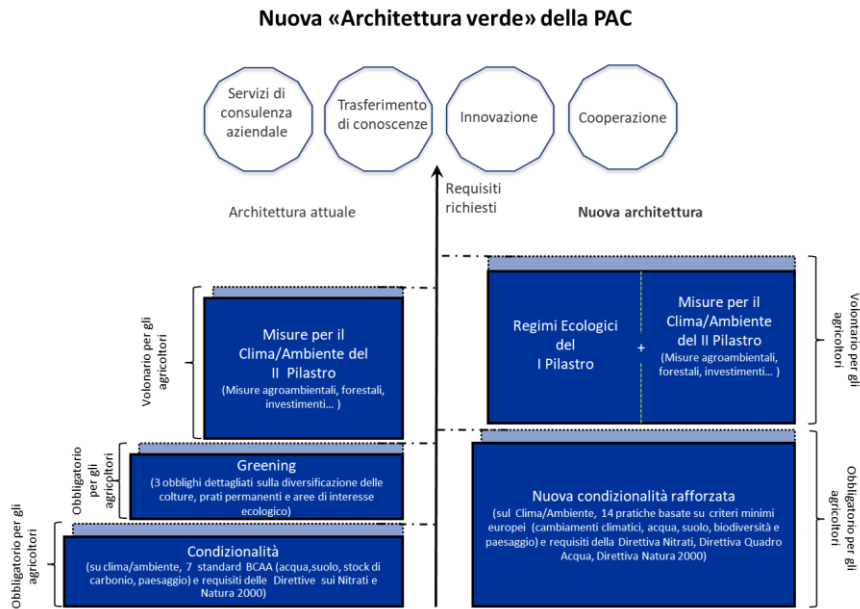 Nuova «Architettura verde» della PAC
Servizi di
consulenza
aziendale
Trasferimento
di conoscenze
Innovazione
Cooperazione
Requisiti
richiesti
Architettura attuale
Nuova architettura
Volonario per gli
agricoltori
Misure per il
Clima/Ambiente del
II Pilastro
(Misure agroambientali, forestali,
investimenti... )
Obbligatorio
per gli
agricoltori
Greening
(3 obblighi dettagliati sulla diversificazione delle
colture, prati permanenti e aree di interesse
ecologico)
Obbligatorio per gli
agricoltori
Condizionalità
(su clima/ambiente, 7 standard BCAA (acqua,suolo, stock di
carbonio, paesaggio) e requisiti delle Direttive sui Nitrati e
Natura 2000)
Regimi Ecologici
del
I Pilastro
+
Misure per il
Clima/Ambiente
del II Pilastro
(Misure agroambientali,
forestali, investimenti... )
Volontario per gli
agricoltori
Nuova condizionalità rafforzata
(sul Clima/Ambiente, 14 pratiche basate su criteri minimi
europei (cambiamenti climatici, acqua, suolo, biodiversità e
paesaggio) e requisiti della Direttiva Nitrati, Direttiva Quadro
Acqua, Direttiva Natura 2000)
Obbligatorio per gli
agricoltori